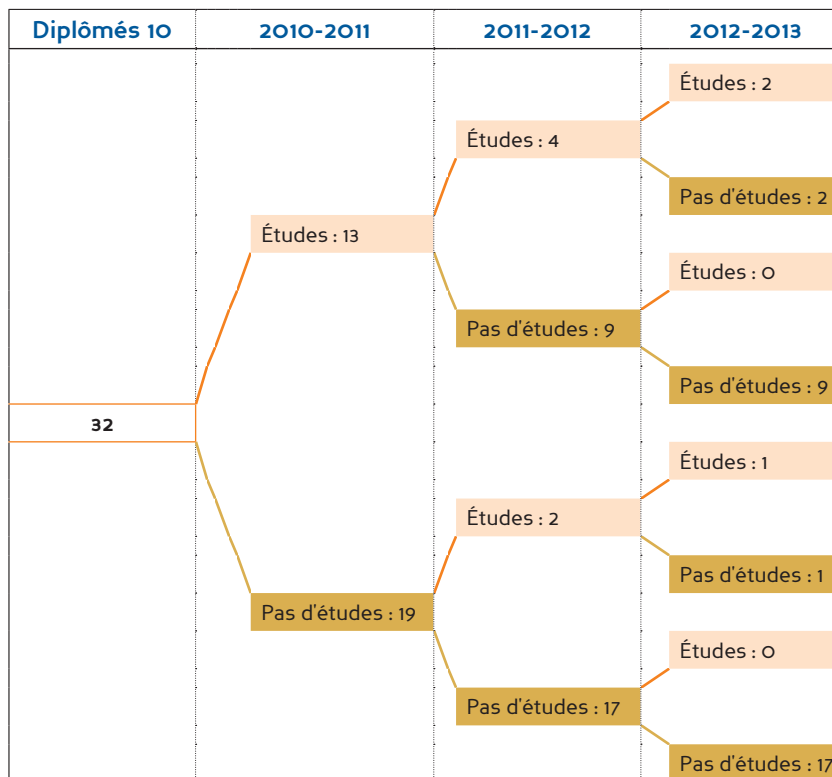 Diplômés 10 2010-2011 2011-2012 2012-2013
Études : 2
Études : 4
Pas d'études : 2
Études : 13
Études : 0
Pas d'études : 9
Pas d'études : 9
32
Études : 1
Études : 2
Pas d'études : 1
Pas d'études : 19
Études : 0
Pas d'études : 17
Pas d'études : 17